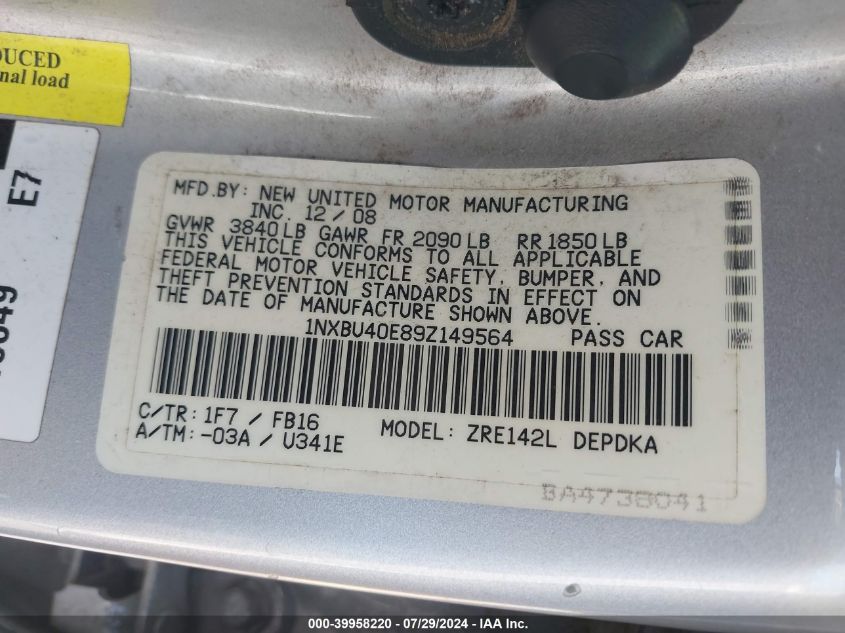 DUCED
nal load
E7
MFD.BY: NEW UNITED MOTOR MANUFACTURING
INC. 12/08
GVWR 3840LB GAWR FR 2090LB RR 1850LB
THIS VEHICLE CONFORMS TO ALL APPLICABLE
FEDERAL MOTOR VEHICLE SAFETY, BUMPER, AND
THEFT PREVENTION STANDARDS IN EFFECT ON
THE DATE OF MANUFACTURE SHOWN ABOVE.
1NXBU40E89Z149564 PASS CAR
C/TR: 1F7 / FB16
A/TM: -03A / U341E MODEL: ZRE142L DEPDKA
BA4738041
000-39958220 - 07/29/2024 - IAA Inc.